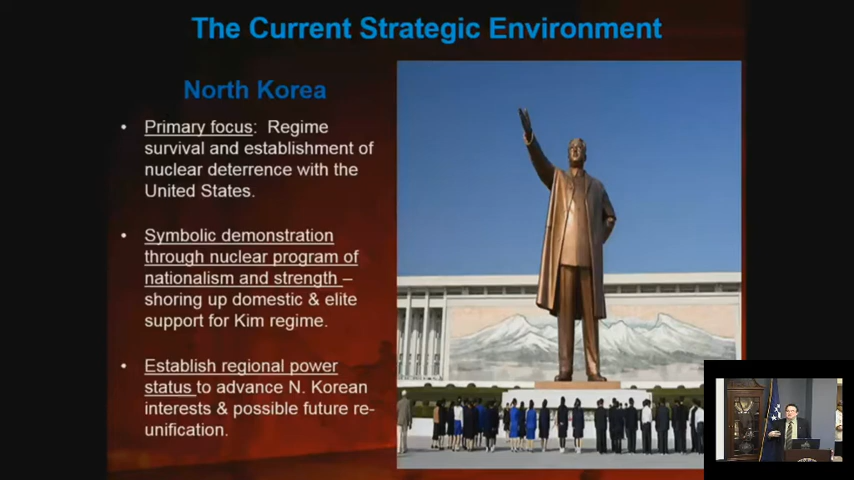 The Current Strategic Environment
North Korea
• Primary focus: Regime
survival and establishment of
nuclear deterrence with the
United States.
• Symbolic demonstration
through nuclear program of
nationalism and strength –
shoring up domestic & elite
support for Kim regime.
• Establish regional power
status to advance N. Korean
interests & possible future re-
unification.